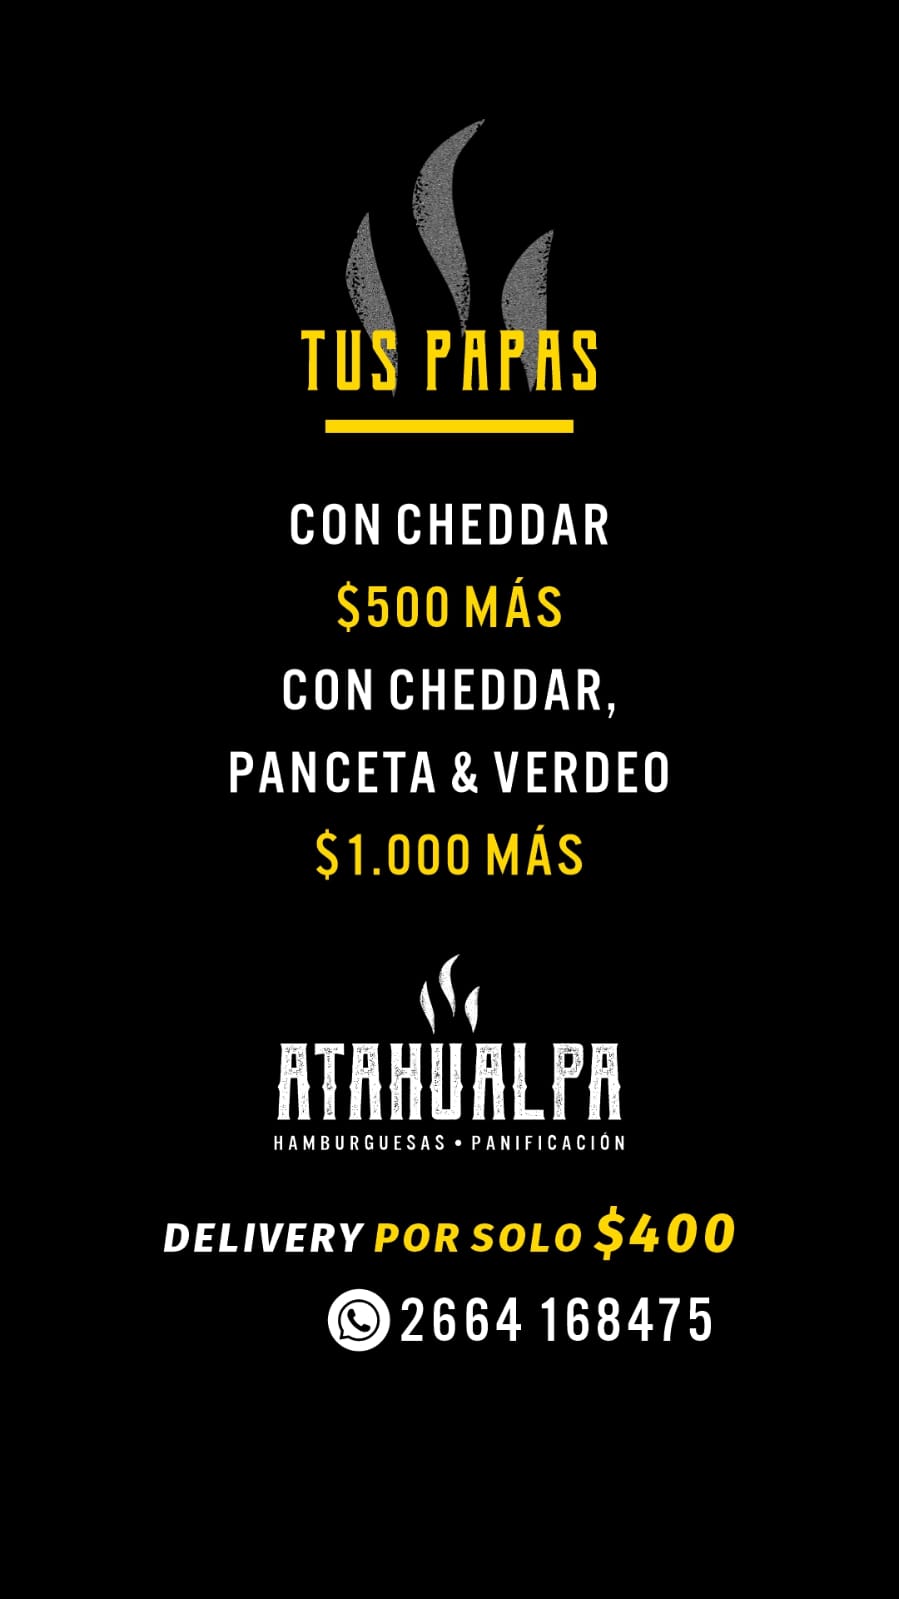 TUS PAPAS
CON CHEDDAR
$500 MÁS
CON CHEDDAR,
PANCETA & VERDEO
$1.000 MÁS
ATAHUALPA
HAMBURGUESAS • PANIFICACIÓN
DELIVERY POR SOLO $400
2664 168475